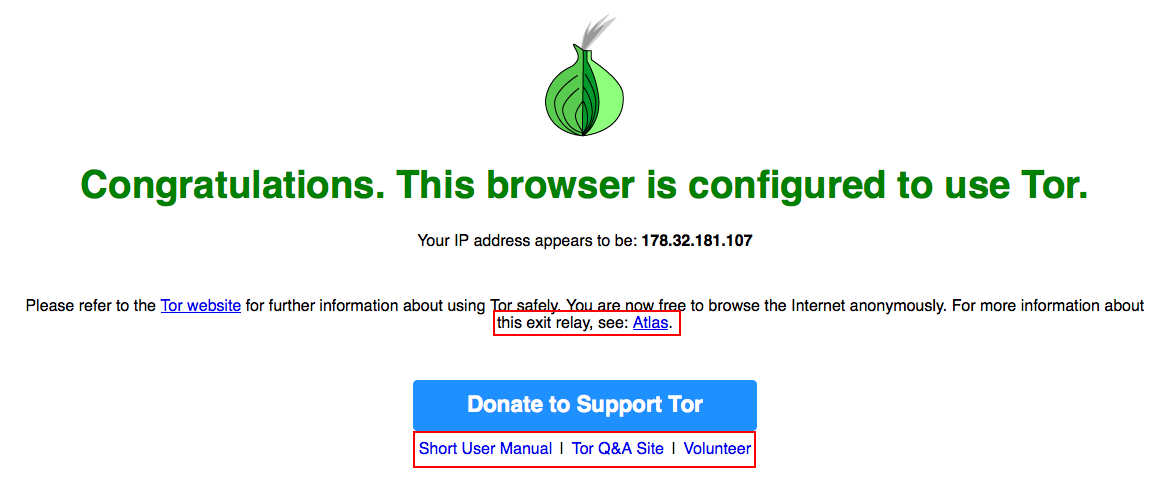 Congratulations. This browser is configured to use Tor.
Your IP address appears to be: 178.32.181.107
Please refer to the Tor website for further information about using Tor safely. You are now free to browse the Internet anonymously. For more information about
this exit relay, see: Atlas.
Donate to Support Tor
Short User Manual | Tor Q&A Site | Volunteer